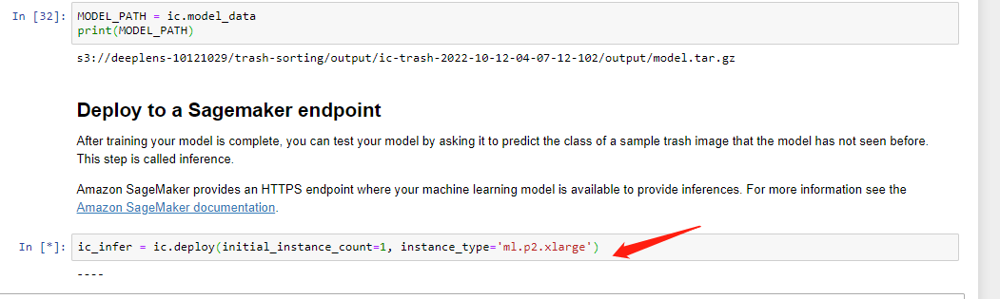 In [32]: MODEL_PATH = ic.model_data
print(MODEL_PATH)
s3://deeplens-10121029/trash-sorting/output/ic-trash-2022-10-12-04-07-12-102/output/model.tar.gz
Deploy to a Sagemaker endpoint
After training your model is complete, you can test your model by asking it to predict the class of a sample trash image that the model has not seen before.
This step is called inference.
Amazon SageMaker provides an HTTPS endpoint where your machine learning model is available to provide inferences. For more information see the
Amazon SageMaker documentation.
In [*]: ic_infer = ic.deploy(initial_instance_count=1, instance_type='ml.p2.xlarge')
----